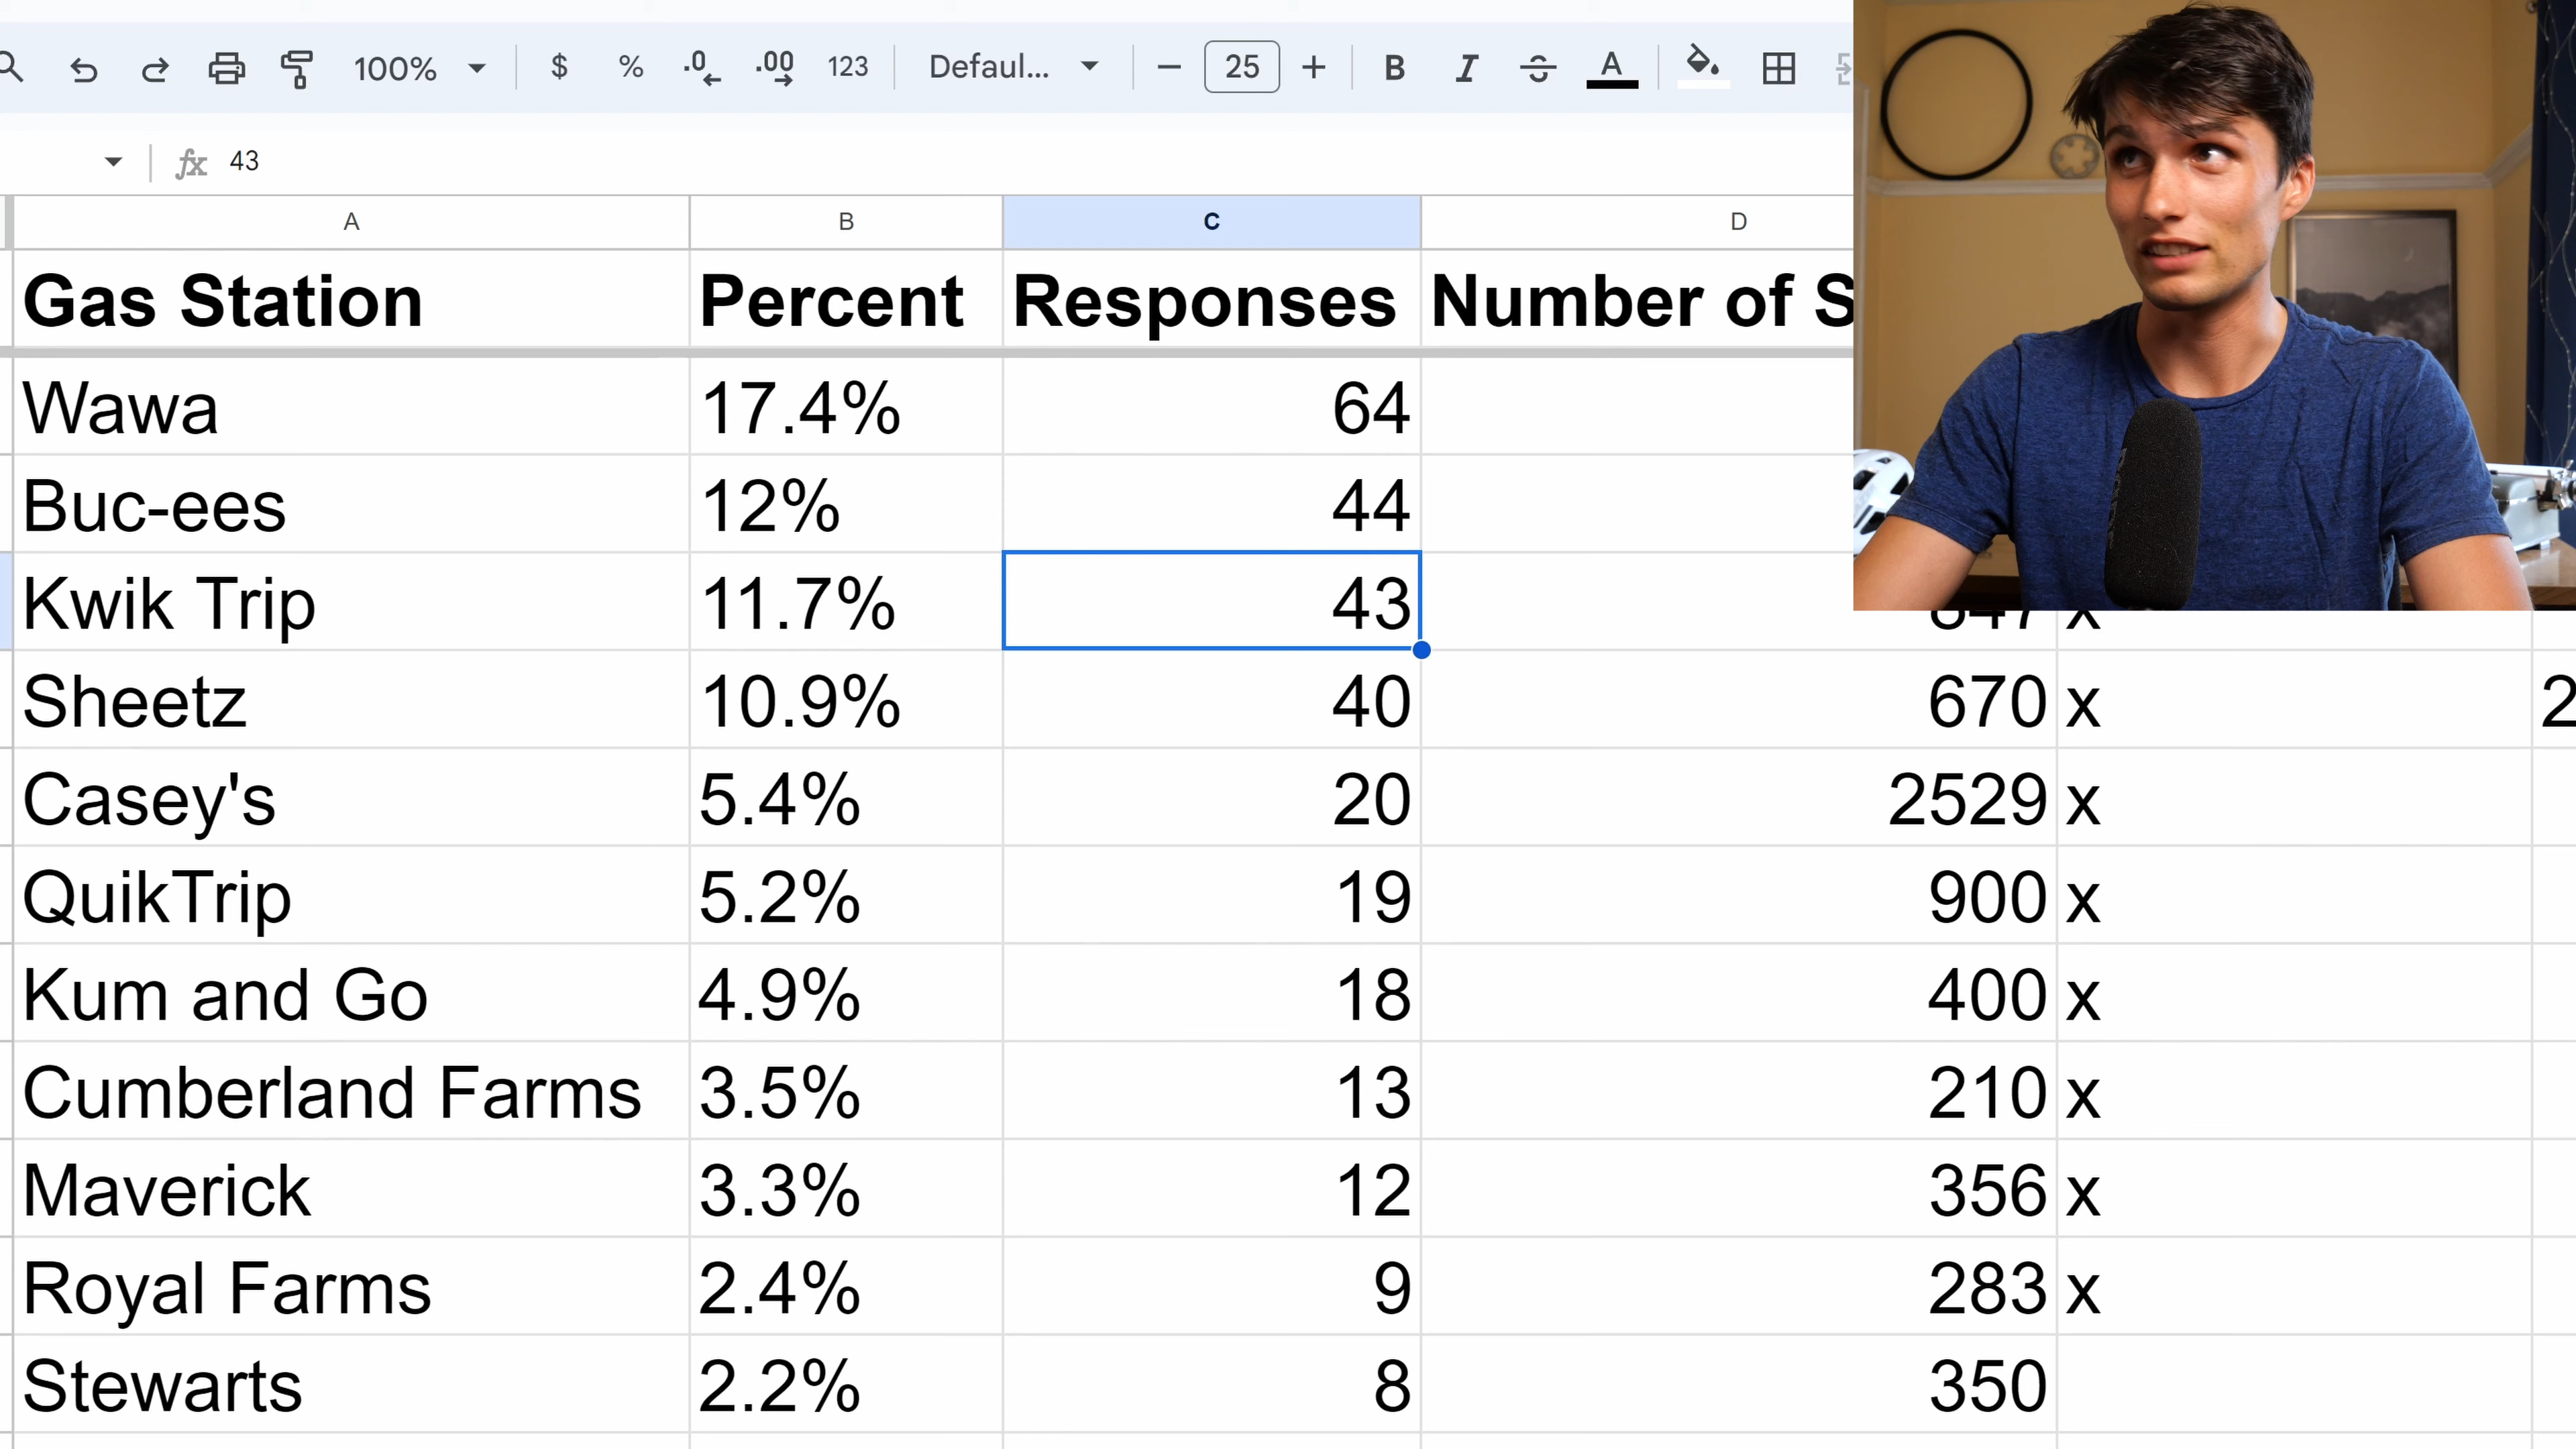 100% $ % .0 .00 123 Defaul... − 25 + B I S A
fx 43
A B C D
Gas Station Percent Responses Number of
Wawa 17.4% 64
Buc-ees 12% 44
Kwik Trip 11.7% 43 x
Sheetz 10.9% 40 670 x 2
Casey's 5.4% 20 2529 x
QuikTrip 5.2% 19 900 x
Kum and Go 4.9% 18 400 x
Cumberland Farms 3.5% 13 210 x
Maverick 3.3% 12 356 x
Royal Farms 2.4% 9 283 x
Stewarts 2.2% 8 350